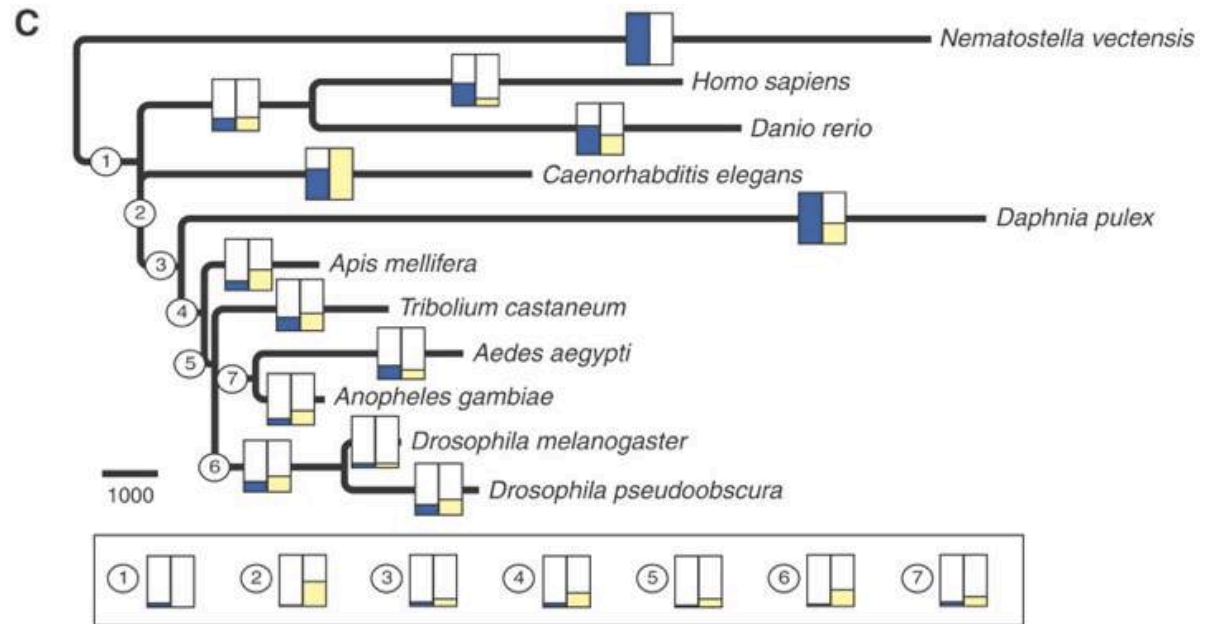 C
Nematostella vectensis
Homo sapiens
Danio rerio
1
Caenorhabditis elegans
2
Daphnia pulex
3
Apis mellifera
4
Tribolium castaneum
Aedes aegypti
5
7
Anopheles gambiae
Drosophila melanogaster
6
1000
Drosophila pseudoobscura
1 2 3 4 5 6 7